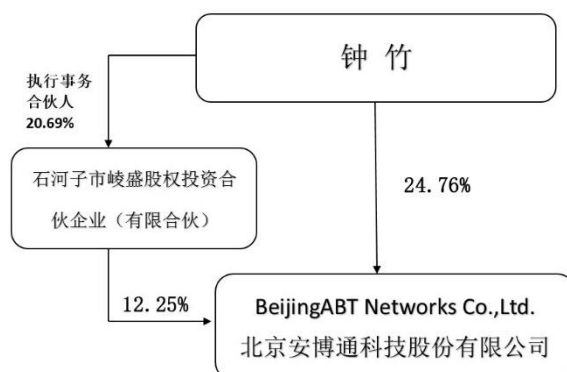 钟 竹
执行事务
合伙人
20.69%
石河子市崚盛股权投资合
伙企业（有限合伙）
24.76%
12.25%
BeijingABT Networks Co.,Ltd.
北京安博通科技股份有限公司